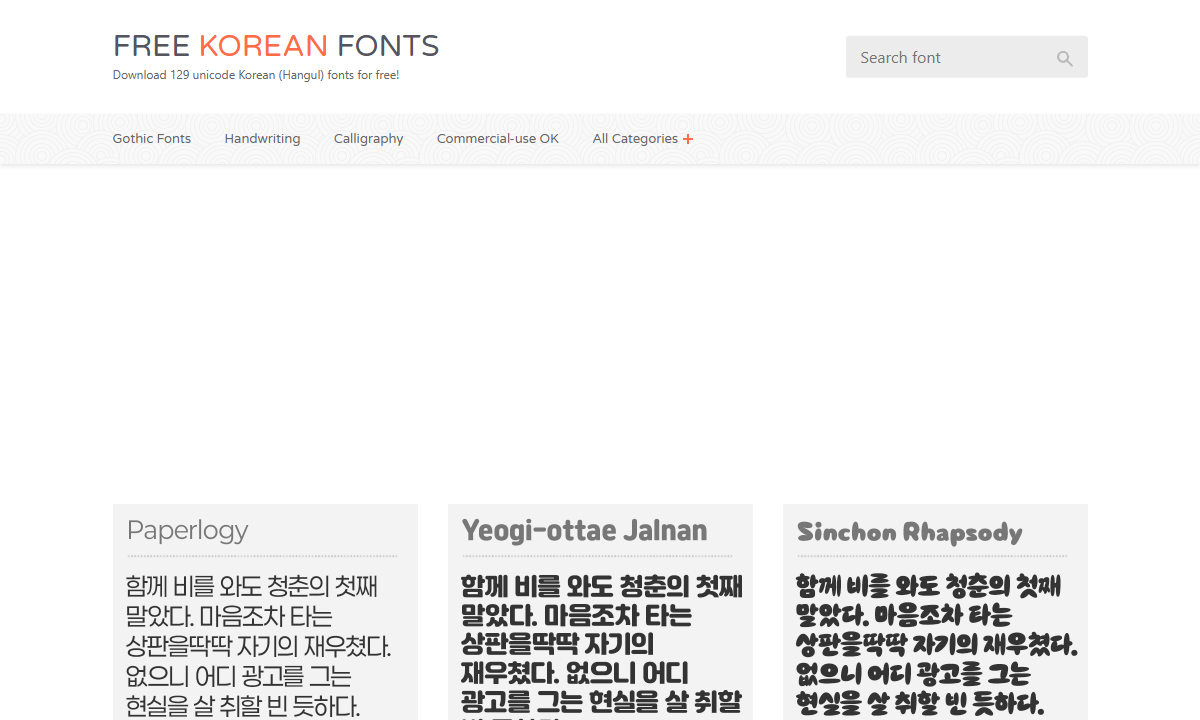 FREE KOREAN FONTS
Download 129 unicode Korean (Hangul) fonts for free!
Search font
Gothic Fonts
Handwriting
Calligraphy
Commercial-use OK
All Categories +
Paperlogy
함께 비를 와도 청춘의 첫째
말았다. 마음조차 타는
상판을딱딱 자기의 재우쳤다.
없으니 어디 광고를 그는
현실을 살 취할 빈 듯하다.
Yeogi-ottae Jalnan
함께 비를 와도 청춘의 첫째
말았다. 마음조차 타는
상판을딱딱 자기의
재우쳤다. 없으니 어디
광고를 그는 현실을 살 취할
Sinchon Rhapsody
함께 비를 와도 청춘의 첫째
말았다. 마음조차 타는
상판을딱딱 자기의 재우쳤다.
없으니 어디 광고를 그는
현실을 살 취할 빈 듯하다.